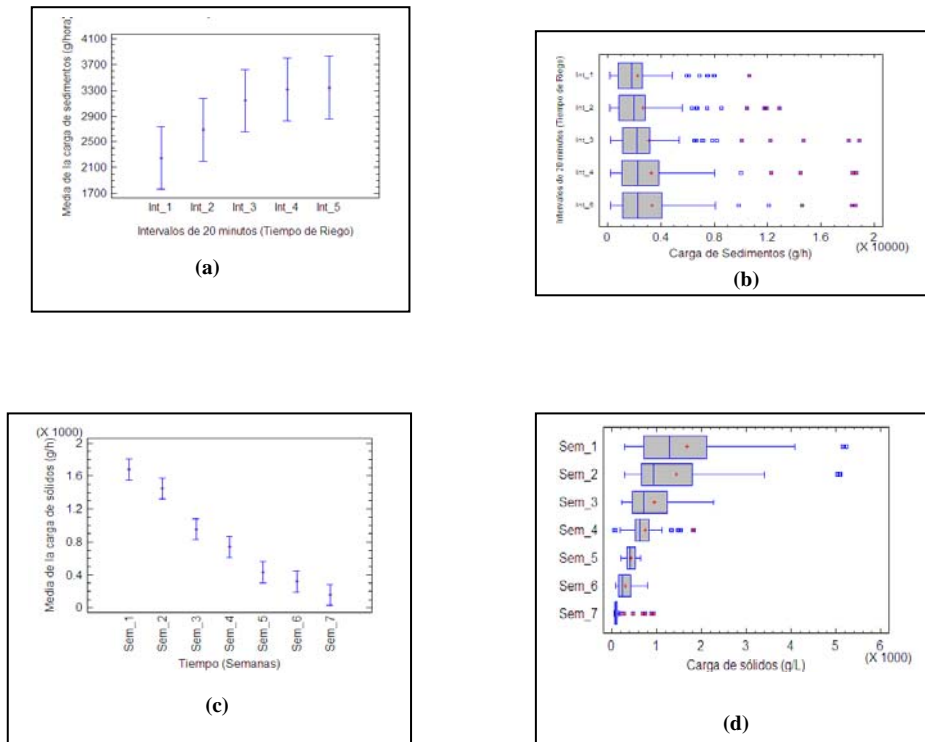 4100
3700
3300
2900
2500
2100
1700
Media de la carga de sedimentos (g/hora)
Int_1 Int_2 Int_3 Int_4 Int_5
Intervalos de 20 minutos (Tiempo de Riego)
(a)
Intervalos de 20 minutos (Tiempo de Riego)
Int_1
Int_2
Int_3
Int_4
Int_5
0 0.4 0.8 1.2 1.6 2
(X 10000)
Carga de Sedimentos (g/h)
(b)
(X 1000)
2
1.6
1.2
0.8
0.4
0
Media de la carga de sólidos (g/h)
Sem_1 Sem_2 Sem_3 Sem_4 Sem_5 Sem_6 Sem_7
Tiempo (Semanas)
(c)
Sem_1
Sem_2
Sem_3
Sem_4
Sem_5
Sem_6
Sem_7
0 1 2 3 4 5 6
(X 1000)
Carga de sólidos (g/L)
(d)